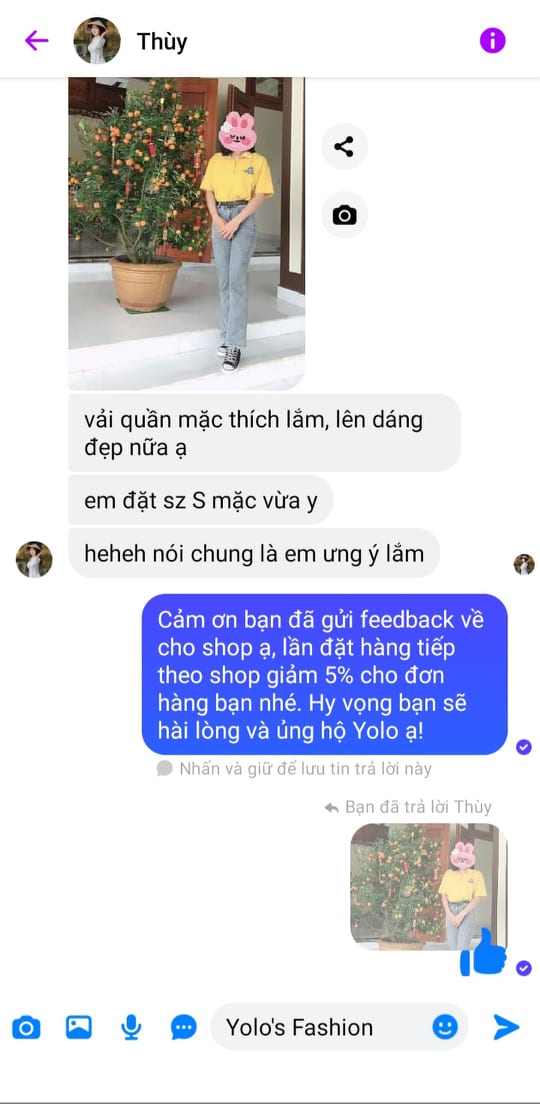 Thùy
vải quần mặc thích lắm, lên dáng
đẹp nữa ạ
em đặt sz S mặc vừa y
heheh nói chung là em ưng ý lắm
Cảm ơn bạn đã gửi feedback về
cho shop ạ, lần đặt hàng tiếp
theo shop giảm 5% cho đơn
hàng bạn nhé. Hy vọng bạn sẽ
hài lòng và ủng hộ Yolo ạ!
Nhấn và giữ để lưu tin trả lời này
Bạn đã trả lời Thùy
Yolo's Fashion